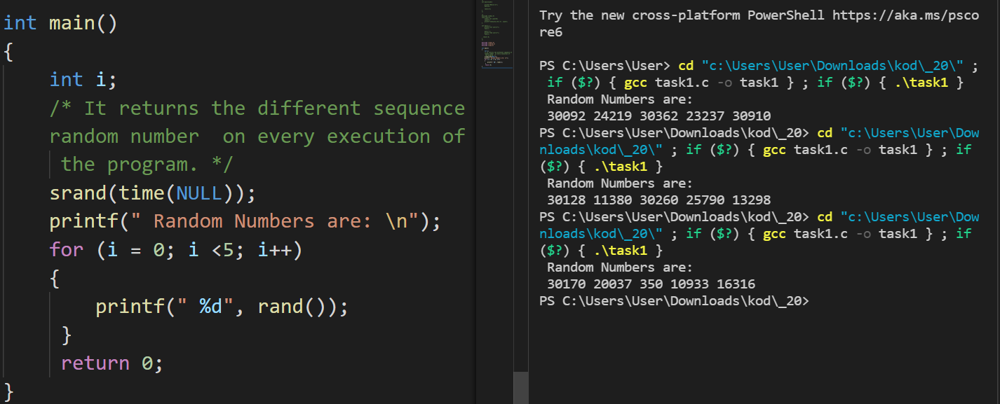 int main()
{
int i;
/* It returns the different sequence
random number  on every execution of
the program. */
srand(time(NULL));
printf(" Random Numbers are: \n");
for (i = 0; i <5; i++)
{
printf(" %d", rand());
}
return 0;
}
Try the new cross-platform PowerShell https://aka.ms/psco
re6
PS C:\Users\User> cd "c:\Users\User\Downloads\kod\_20\" ;
if ($?) { gcc task1.c -o task1 } ; if ($?) { .\task1 }
Random Numbers are:
30092 24219 30362 23237 30910
PS C:\Users\User\Downloads\kod\_20> cd "c:\Users\User\Dow
nloads\kod\_20\" ; if ($?) { gcc task1.c -o task1 } ; if
($?) { .\task1 }
Random Numbers are:
30128 11380 30260 25790 13298
PS C:\Users\User\Downloads\kod\_20> cd "c:\Users\User\Dow
nloads\kod\_20\" ; if ($?) { gcc task1.c -o task1 } ; if
($?) { .\task1 }
Random Numbers are:
30170 20037 350 10933 16316
PS C:\Users\User\Downloads\kod\_20>